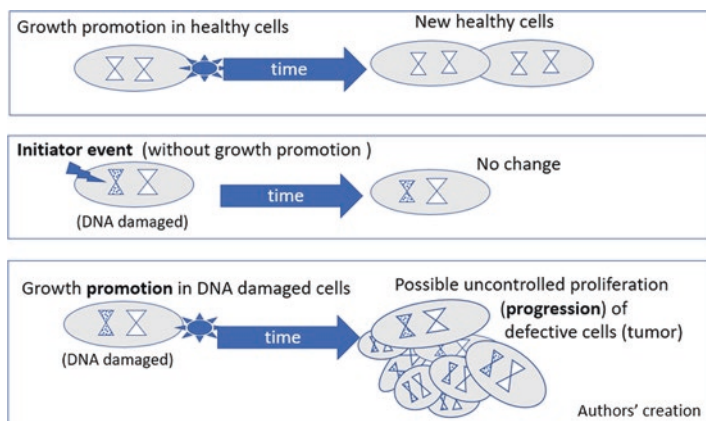 Growth promotion in healthy cells
New healthy cells
time
Initiator event (without growth promotion )
No change
time
(DNA damaged)
Growth promotion in DNA damaged cells
Possible uncontrolled proliferation
(progression) of
defective cells (tumor)
time
(DNA damaged)
Authors' creation